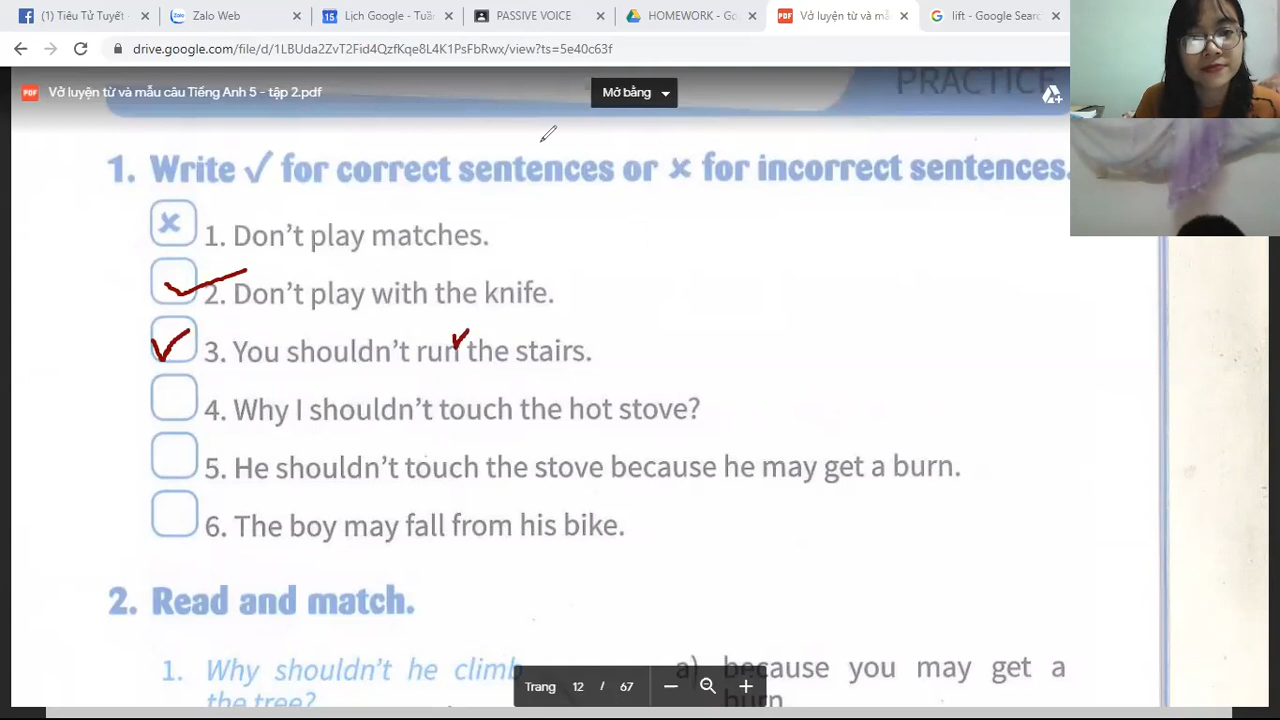 (1) Tiểu Tử Tuyết
Zalo Web
Lịch Google - Tuầ
PASSIVE VOICE
HOMEWORK -
Vở luyện từ và mẫ
lift - Google Sear
drive.google.com/file/d/1LBUda2ZvT2Fid4QzfKqe8L4K1PsFbRwx/view?ts=5e40c63f
Vở luyện từ và mẫu câu Tiếng Anh 5 - tập 2.pdf
Mở bằng
PRACTICE
1. Write ✓ for correct sentences or × for incorrect sentences.
× 1. Don't play matches.
✓ 2. Don't play with the knife.
✓ 3. You shouldn't run the stairs.
4. Why I shouldn't touch the hot stove?
5. He shouldn't touch the stove because he may get a burn.
6. The boy may fall from his bike.
2. Read and match.
1. Why shouldn't he climb
the tree?
a) because you may get a
burn
Trang 12 / 67